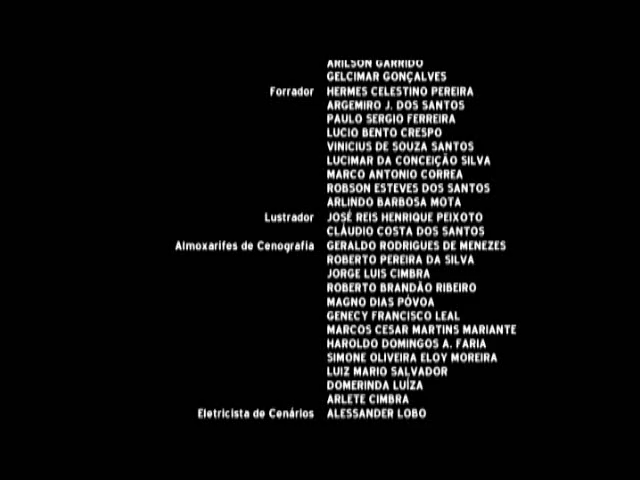 ARILSON GARRIDO
GELCIMAR GONÇALVES
Forrador HERMES CELESTINO PEREIRA
ARGEMIRO J. DOS SANTOS
PAULO SERGIO FERREIRA
LUCIO BENTO CRESPO
VINICIUS DE SOUZA SANTOS
LUCIMAR DA CONCEIÇÃO SILVA
MARCO ANTONIO CORREA
ROBSON ESTEVES DOS SANTOS
ARLINDO BARBOSA MOTA
Lustrador JOSÉ REIS HENRIQUE PEIXOTO
CLÁUDIO COSTA DOS SANTOS
Almoxarifes de Cenografia GERALDO RODRIGUES DE MENEZES
ROBERTO PEREIRA DA SILVA
JORGE LUIS CIMBRA
ROBERTO BRANDÃO RIBEIRO
MAGNO DIAS PÓVOA
GENECY FRANCISCO LEAL
MARCOS CESAR MARTINS MARIANTE
HAROLDO DOMINGOS A. FARIA
SIMONE OLIVEIRA ELOY MOREIRA
LUIZ MARIO SALVADOR
DOMERINDA LUÍZA
ARLETE CIMBRA
Eletricista de Cenários ALESSANDER LOBO